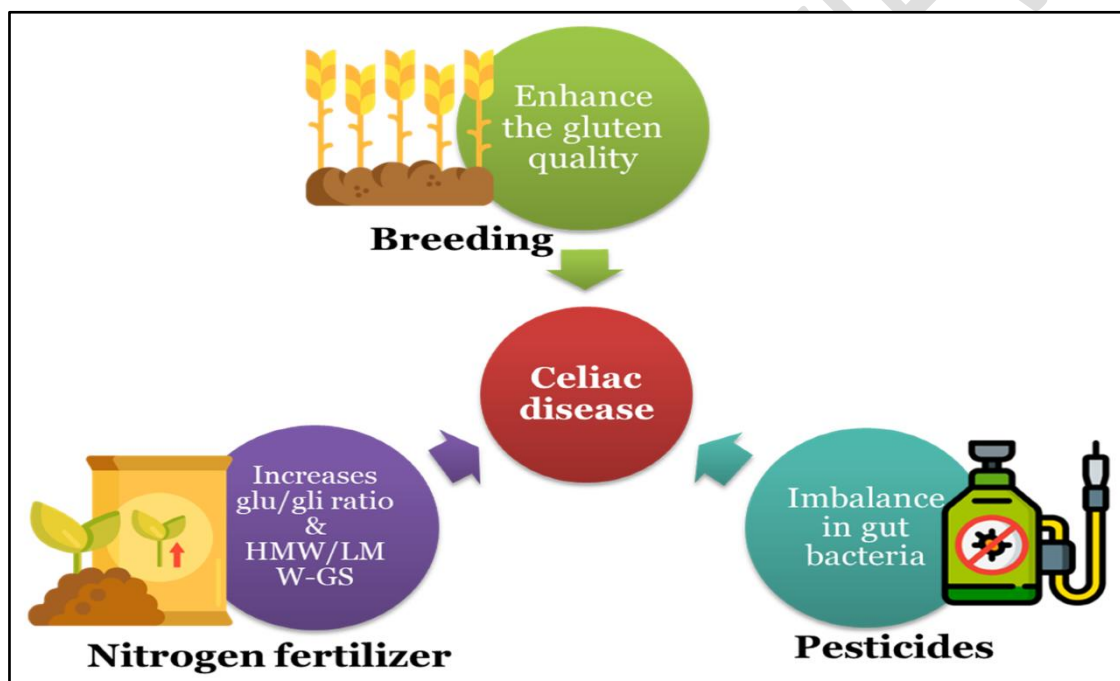 Enhance
the gluten
quality
Breeding
Celiac
disease
Increases
glu/gli ratio
&
HMW/LM
W-GS
Nitrogen fertilizer
Imbalance
in gut
bacteria
Pesticides